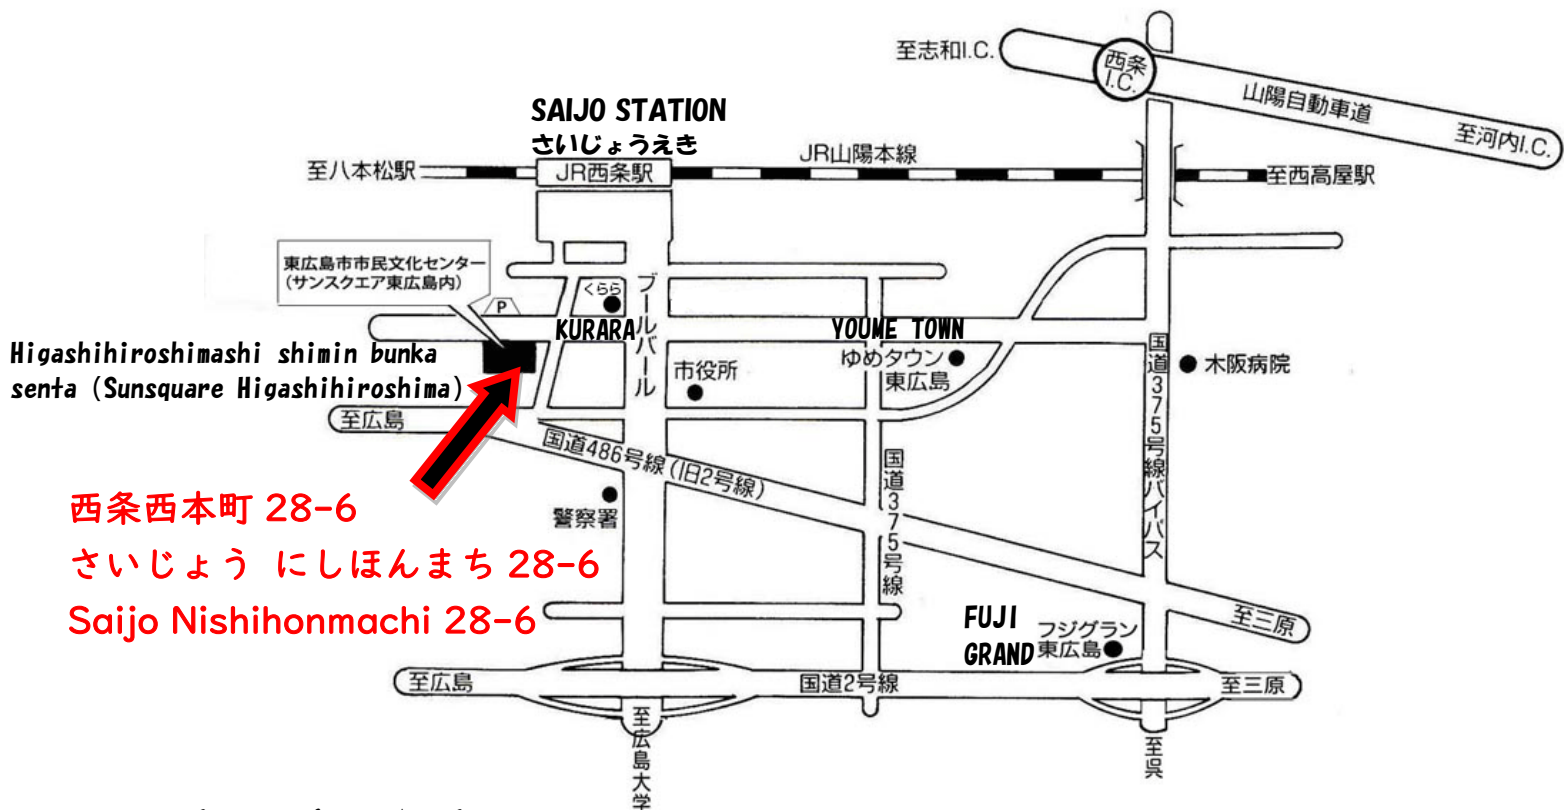 至志和I.C.
西条
I.C.
山陽自動車道
至河内I.C.
SAIJO STATION
さいじょうえき
至八本松駅
JR西条駅
JR山陽本線
至西高屋駅
東広島市市民文化センター
(サンスクエア東広島内)
P
くらら
KURARA
ブールバール
YOUME TOWN
ゆめタウン
東広島
Higashihiroshimashi shimin bunka
senta (Sunsquare Higashihiroshima)
市役所
国道375号線バイパス
木阪病院
至広島
国道486号線(旧2号線)
国道375号線
警察署
西条西本町 28-6
さいじょう にしほんまち 28-6
Saijo Nishihonmachi 28-6
FUJI
GRAND
フジグラン
東広島
至三原
至広島
国道2号線
至三原
至広島大学
至呉